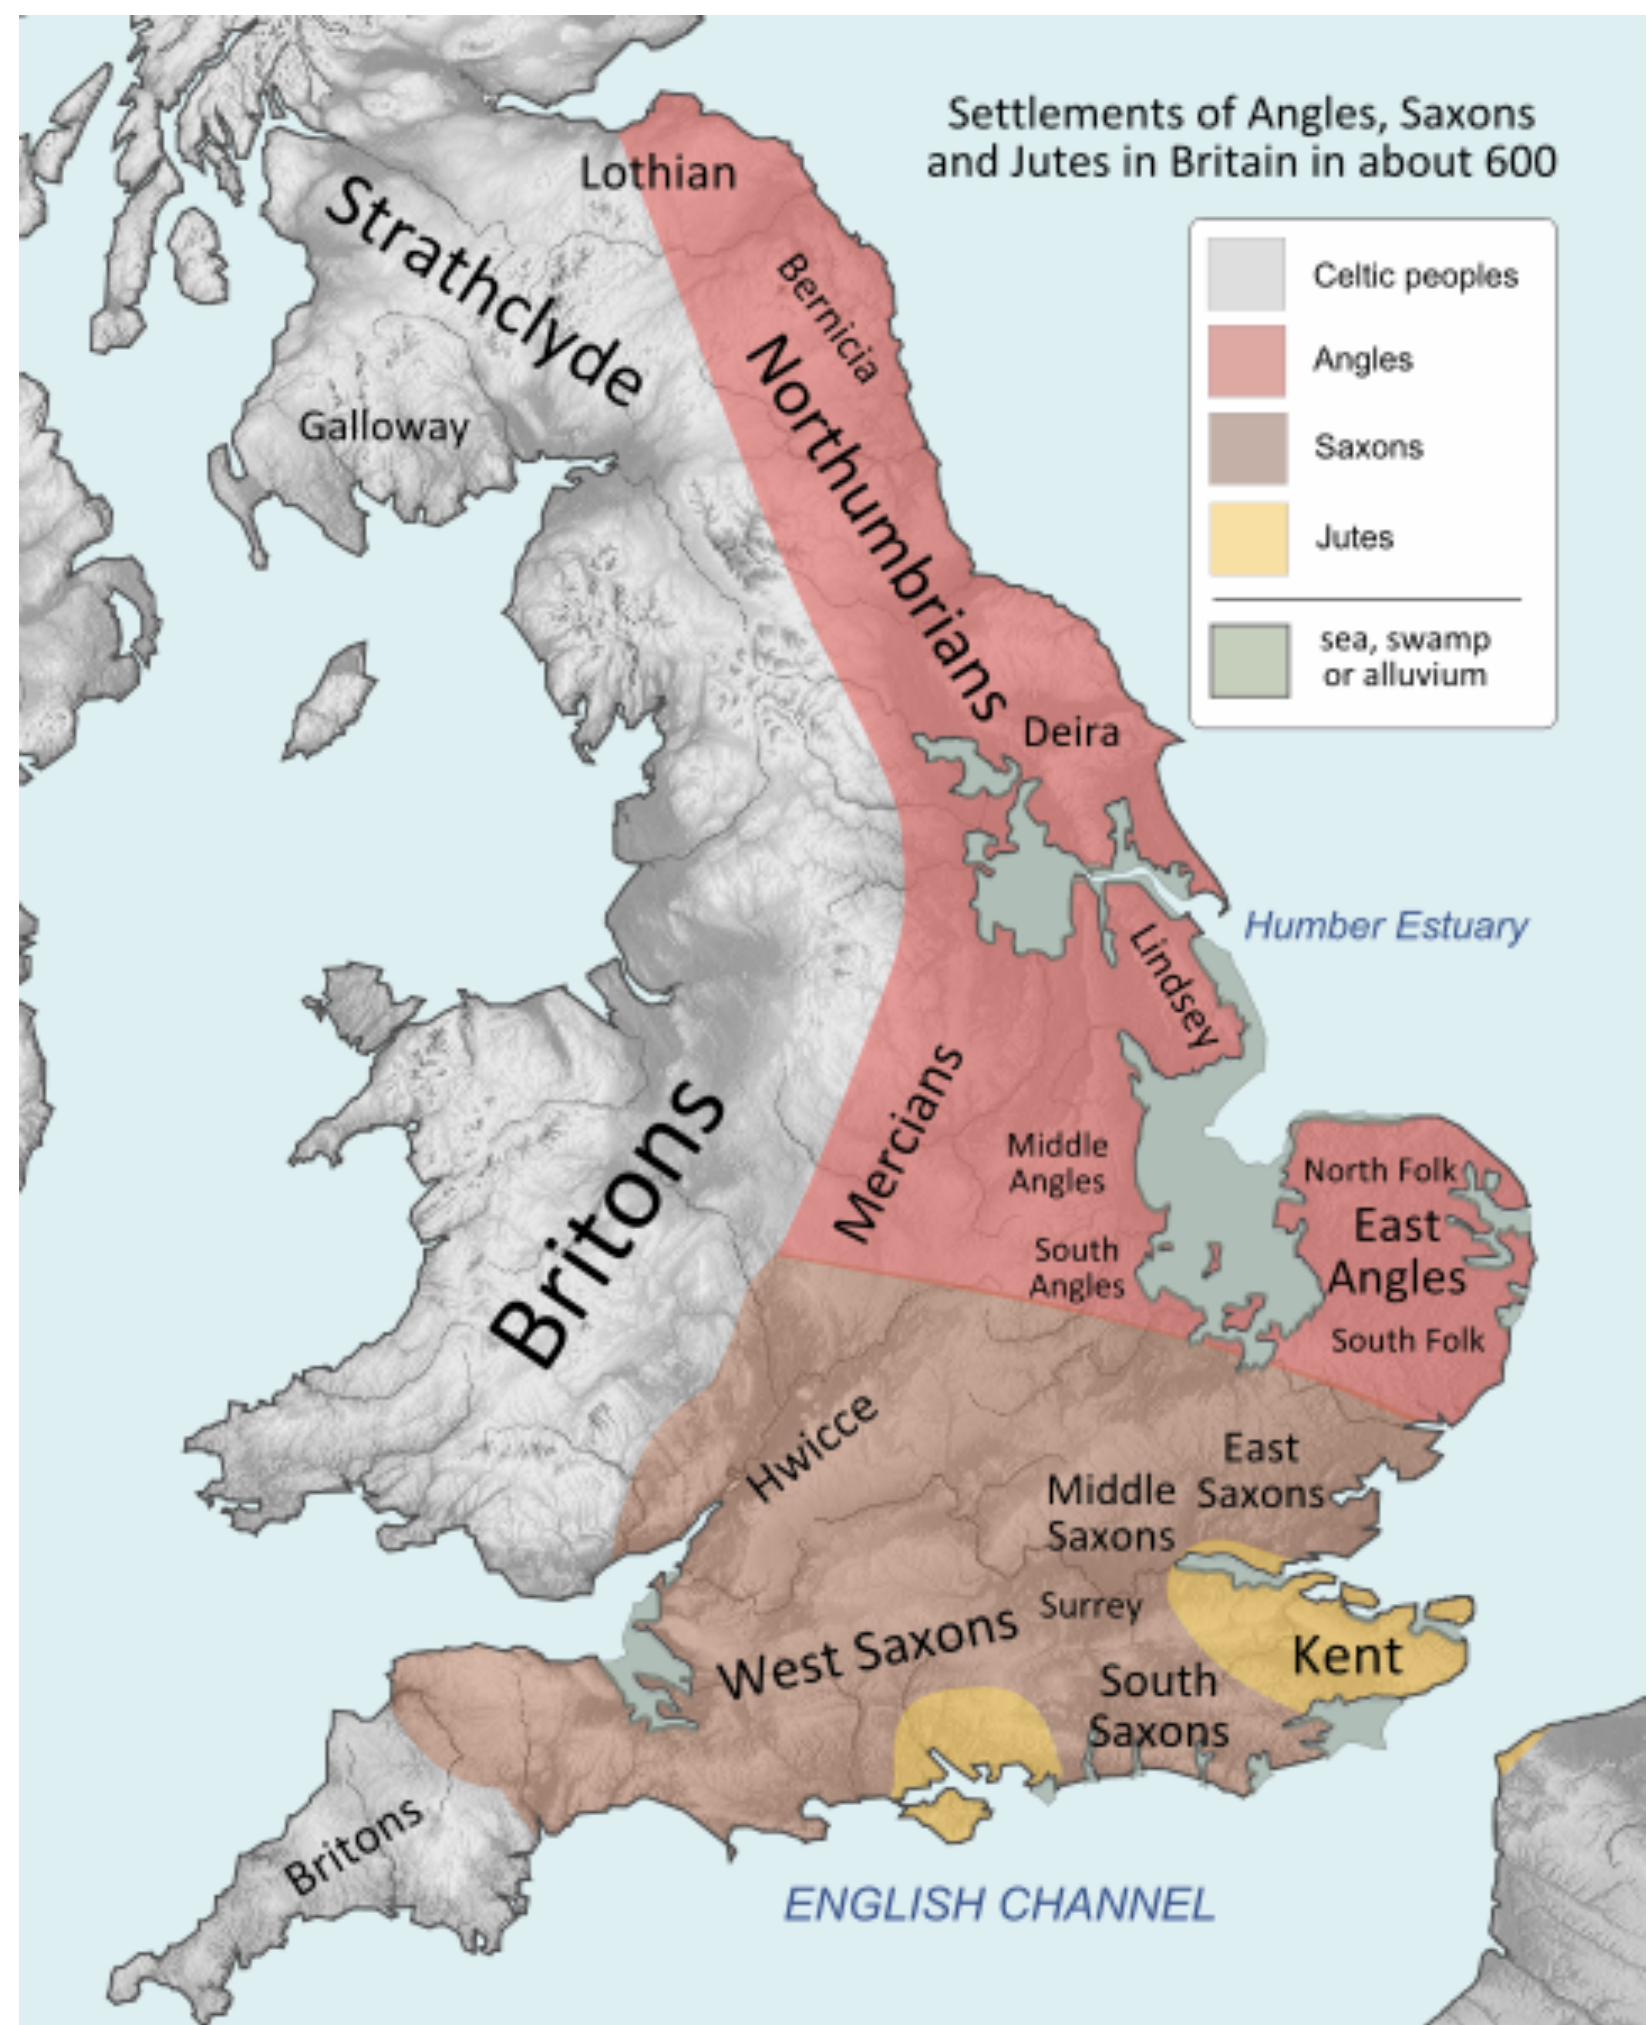 Settlements of Angles, Saxons
and Jutes in Britain in about 600
Celtic peoples
Angles
Saxons
Jutes
sea, swamp
or alluvium
Lothian
Strathclyde
Bernicia
Galloway
Northumbrians
Deira
Humber Estuary
Lindsey
Britons
Mercians
Middle
Angles
South
Angles
North Folk
East
Angles
South Folk
Hwicce
East
Saxons
Middle
Saxons
Surrey
West Saxons
Kent
South
Saxons
Britons
ENGLISH CHANNEL